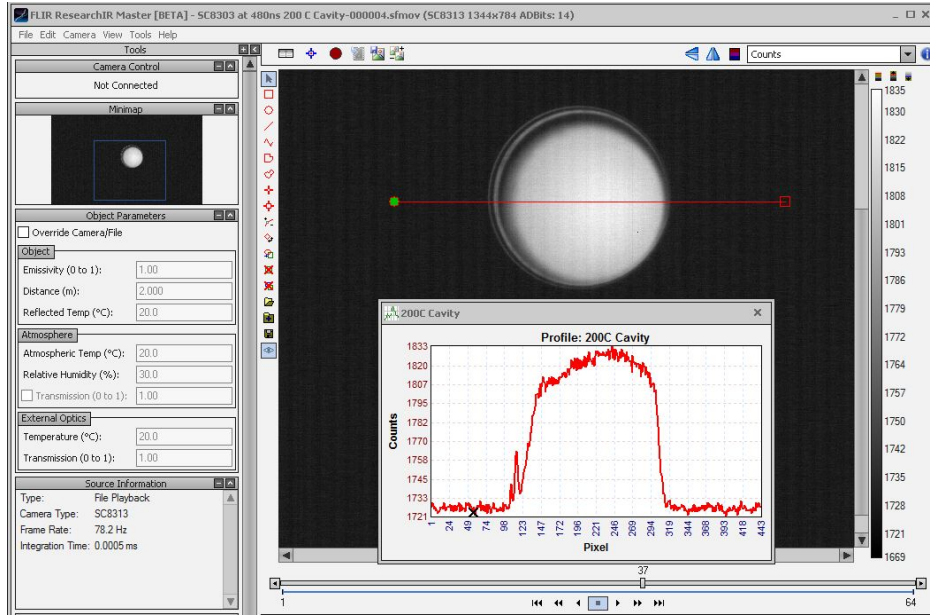 FLIR ResearchIR Master [BETA] - SC8303 at 480ns 200 C Cavity-000004.sfmov (SC8313 1344x784 ADBits: 14)
File Edit Camera View Tools Help
Tools
Camera Control
Not Connected
Minimap
Object Parameters
Override Camera/File
Object
Emissivity (0 to 1): 1.00
Distance (m): 2.000
Reflected Temp (°C): 20.0
Atmosphere
Atmospheric Temp (°C): 20.0
Relative Humidity (%): 30.0
Transmission (0 to 1): 1.00
External Optics
Temperature (°C): 20.0
Transmission (0 to 1): 1.00
Source Information
Type: File Playback
Camera Type: SC8313
Frame Rate: 78.2 Hz
Integration Time: 0.0005 ms
Counts
1835
1830
1822
1815
1808
1801
1793
1786
1779
1772
1764
1757
1750
1742
1735
1728
1721
1669
200C Cavity
Profile: 200C Cavity
Counts
1833
1820
1807
1795
1782
1770
1758
1745
1733
1721
1 24 49 74 98 123 147 172 196 221 246 269 294 319 344 368 393 418 443
Pixel
37
1 64